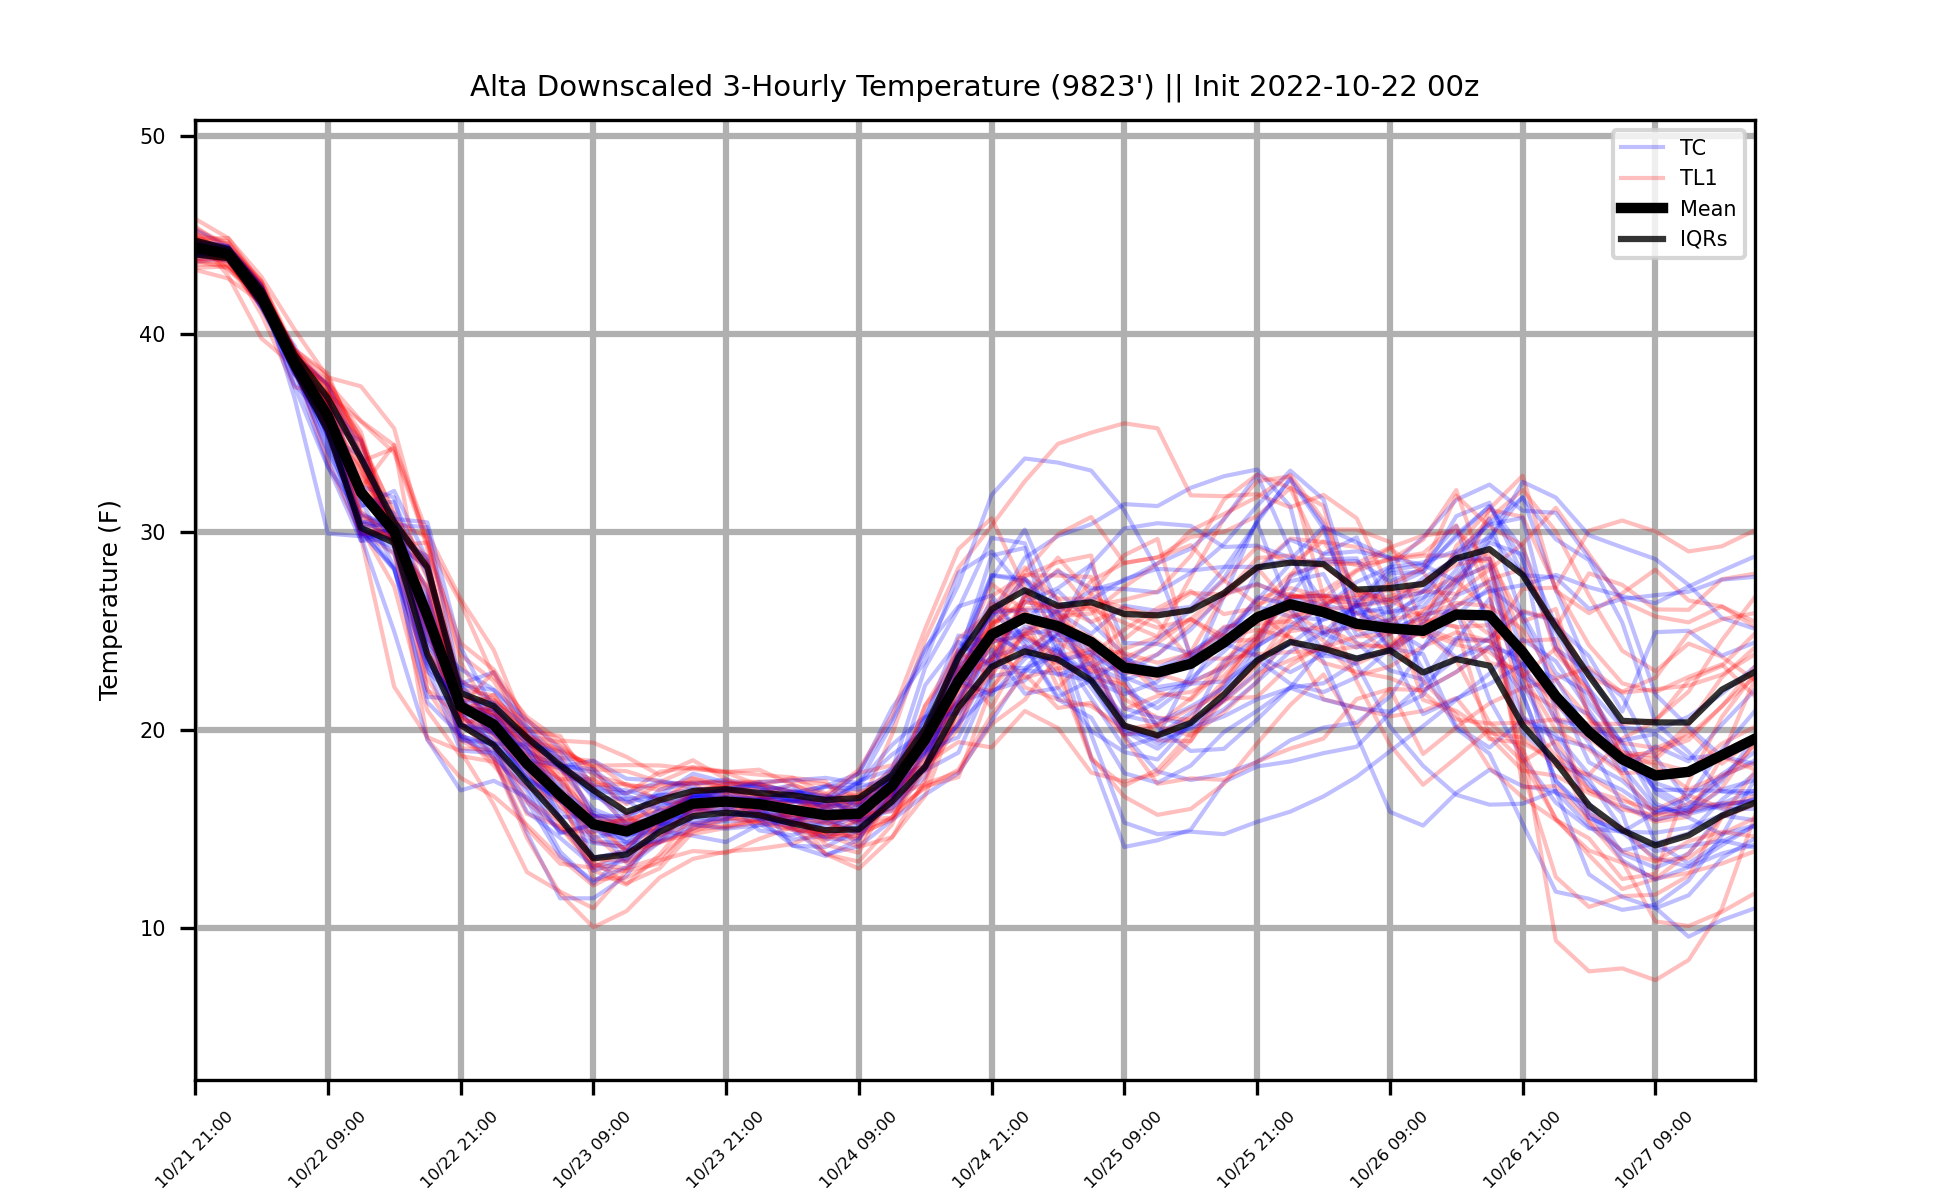 Alta Downscaled 3-Hourly Temperature (9823') || Init 2022-10-22 00z
TC
TL1
Mean
IQRs
Temperature (F)
50
40
30
20
10
10/21 21:00
10/22 09:00
10/22 21:00
10/23 09:00
10/23 21:00
10/24 09:00
10/24 21:00
10/25 09:00
10/25 21:00
10/26 09:00
10/26 21:00
10/27 09:00